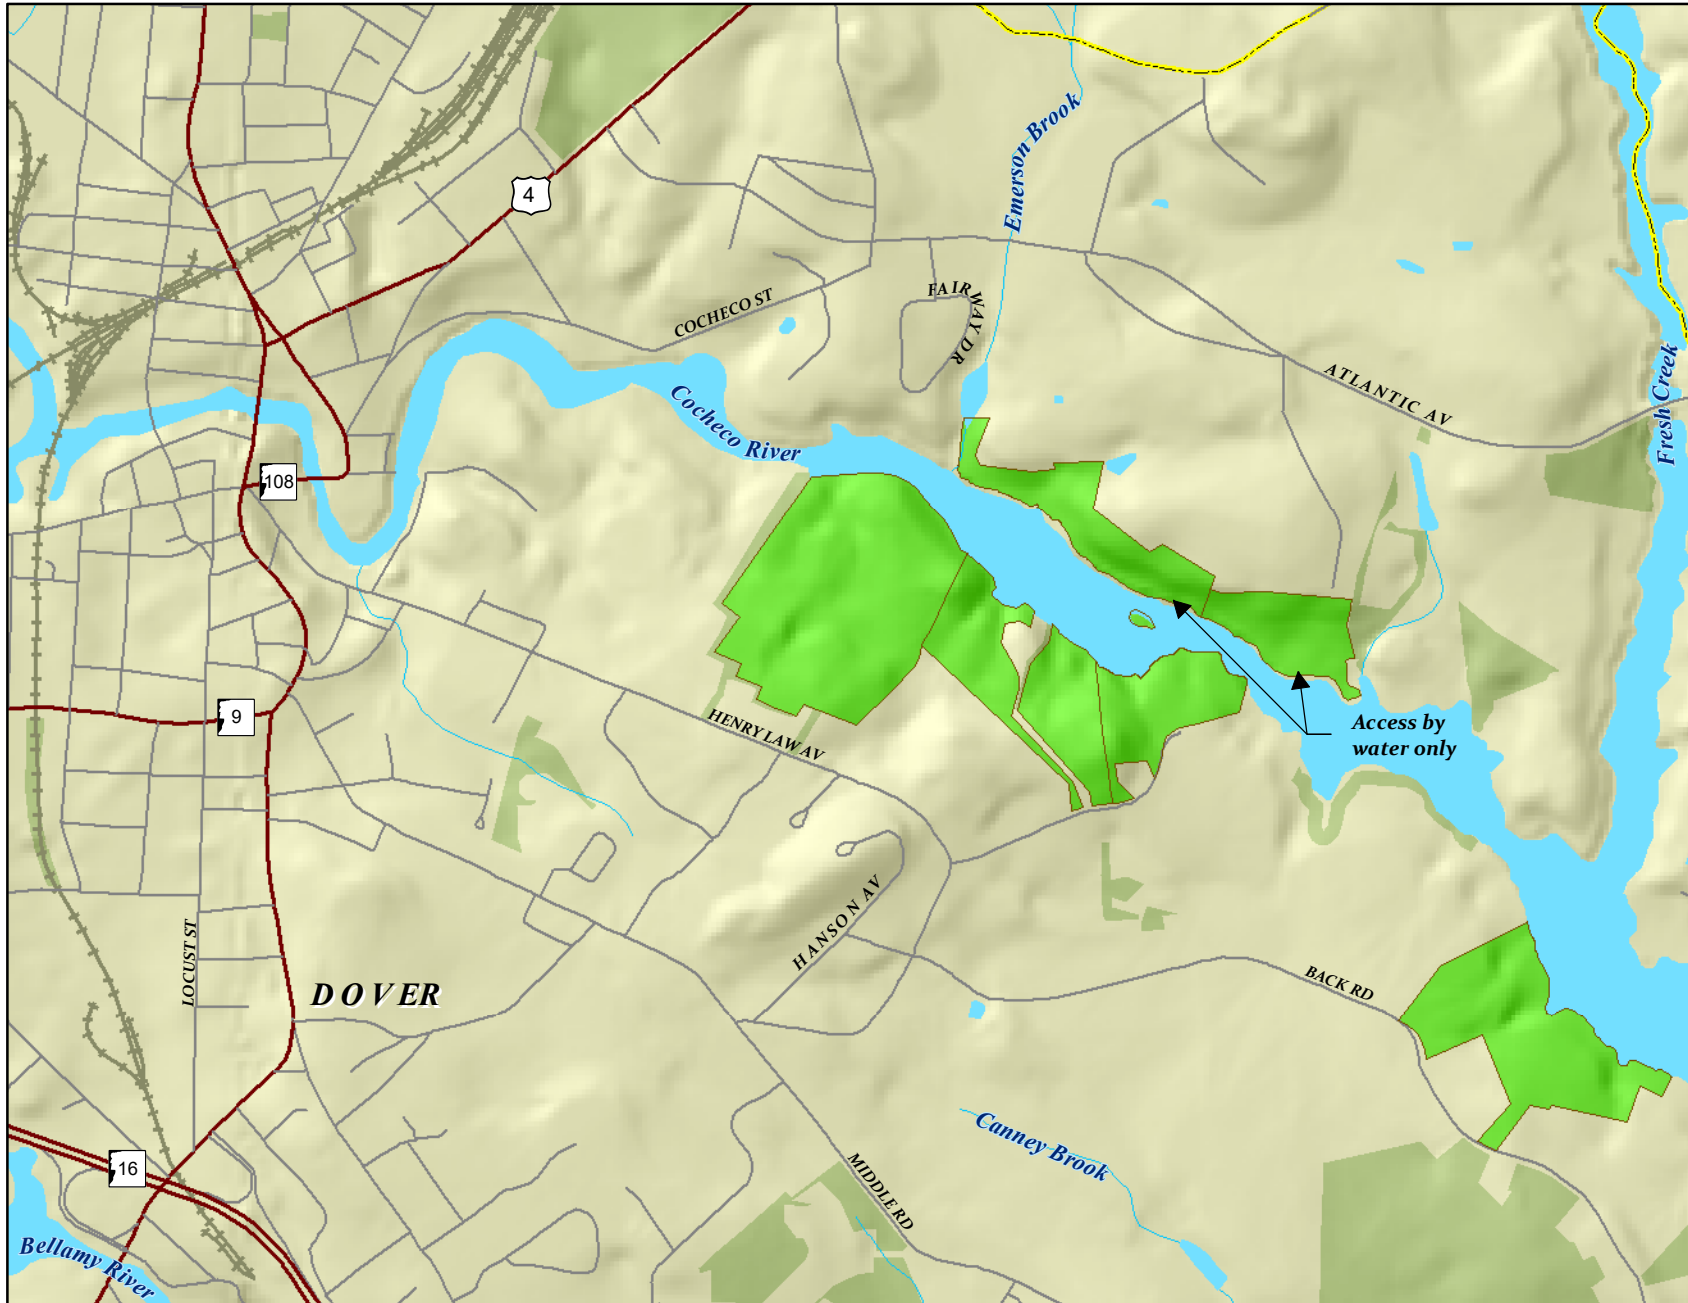 Emerson Brook
4
FAIRWAY DR
COCHECO ST
Fresh Creek
ATLANTIC AV
Cocheco River
108
9
HENRY LAW AV
Access by
water only
HANSON AV
LOCUST ST
DOVER
BACK RD
Canney Brook
16
MIDDLE RD
Bellamy River